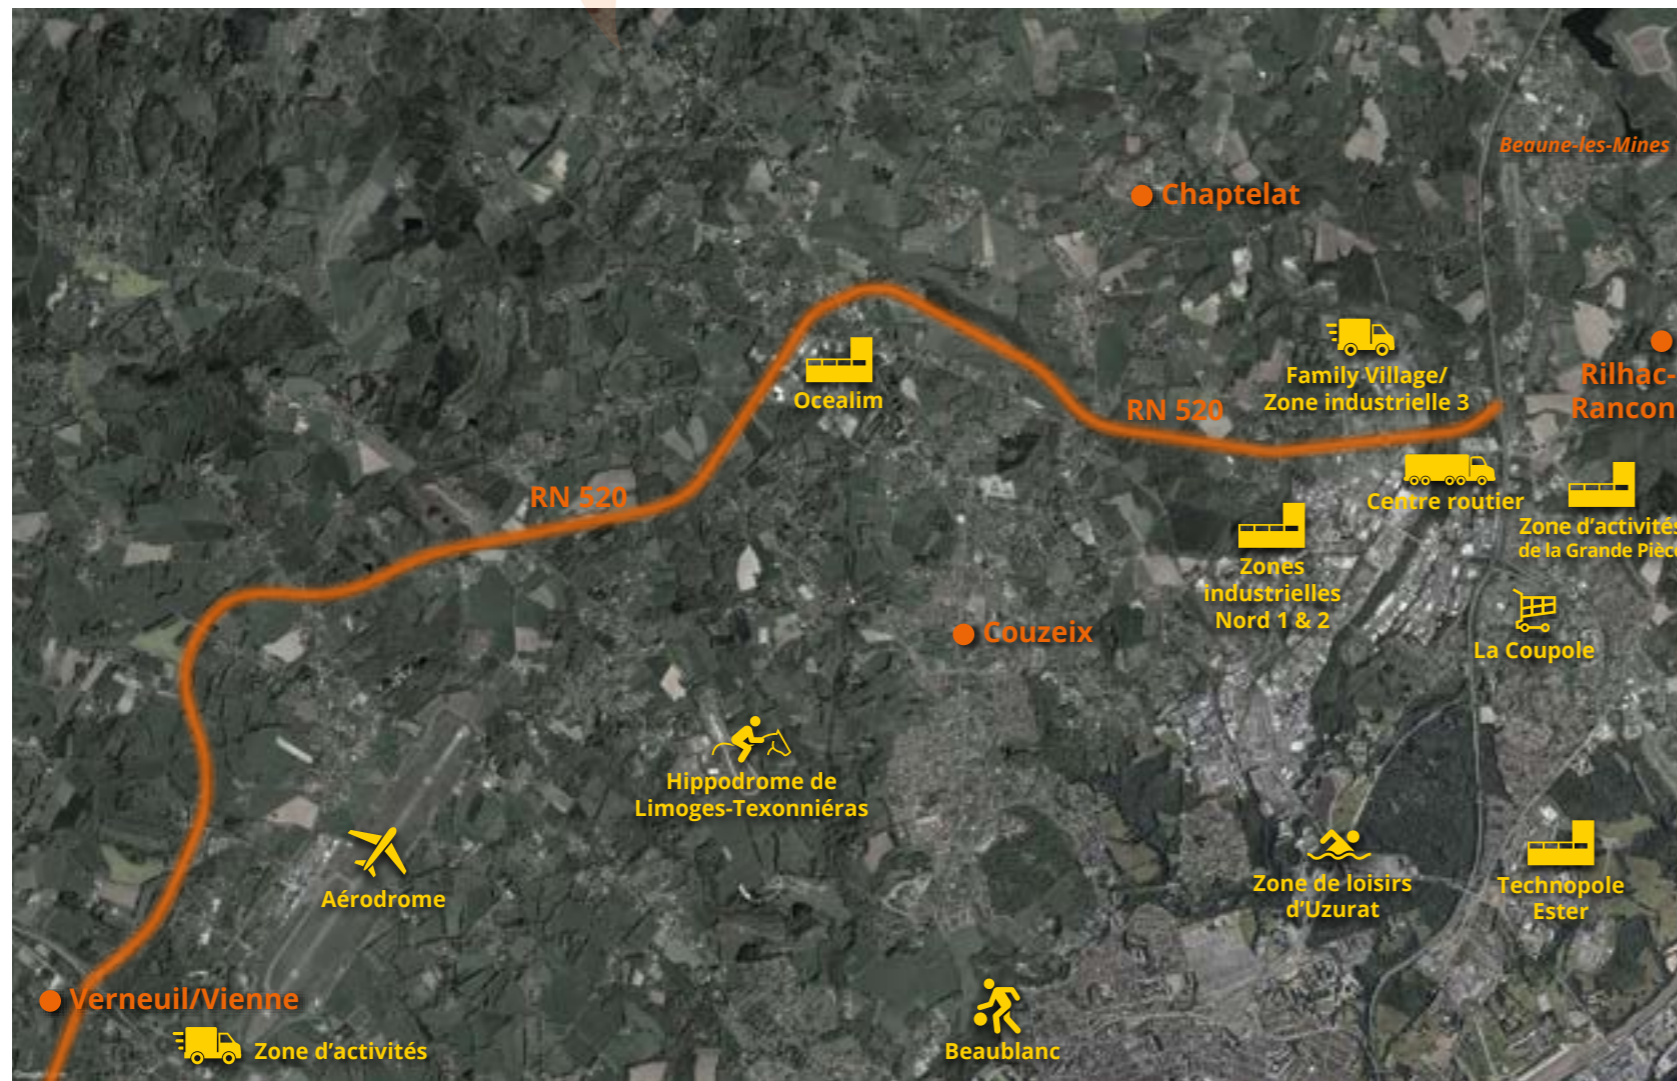 Beaune-les-Mines
Chaptelat
Family Village/
Zone industrielle 3
Rilhac-
Rancon
Ocealim
RN 520
RN 520
Centre routier
Zone d'activités
de la Grande Pièce
Zones
industrielles
Nord 1 & 2
Couzeix
La Coupole
Hippodrome de
Limoges-Texonniéras
Aérodrome
Zone de loisirs
d'Uzurat
Technopole
Ester
Verneuil/Vienne
Zone d'activités
Beaublanc